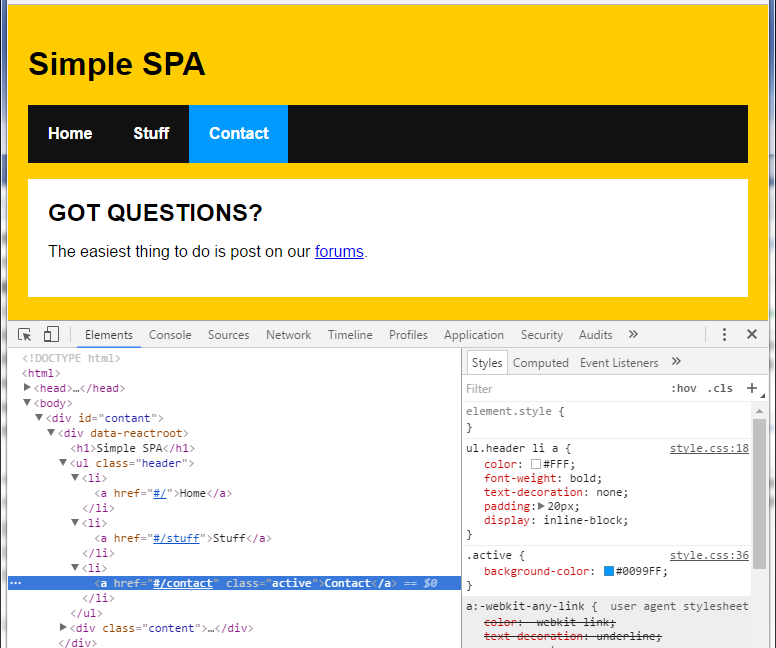 Simple SPA
Home Stuff Contact
GOT QUESTIONS?
The easiest thing to do is post on our forums.
Elements Console Sources Network Timeline Profiles Application Security Audits »
<!DOCTYPE html>
<html>
<head>…</head>
<body>
<div id="contant">
<div data-reactroot>
<h1>Simple SPA</h1>
<ul class="header">
<li>
<a href="#/">Home</a>
</li>
<li>
<a href="#/stuff">Stuff</a>
</li>
<li>
<a href="#/contact" class="active">Contact</a> == $0
</li>
</ul>
<div class="content">…</div>
</div>
Styles Computed Event Listeners »
Filter :hov .cls +
element.style {
}
ul.header li a { style.css:18
color: #FFF;
font-weight: bold;
text-decoration: none;
padding: 20px;
display: inline-block;
}
.active { style.css:36
background-color: #0099FF;
}
a:-webkit-any-link { user agent stylesheet
color: -webkit-link;
text-decoration: underline;